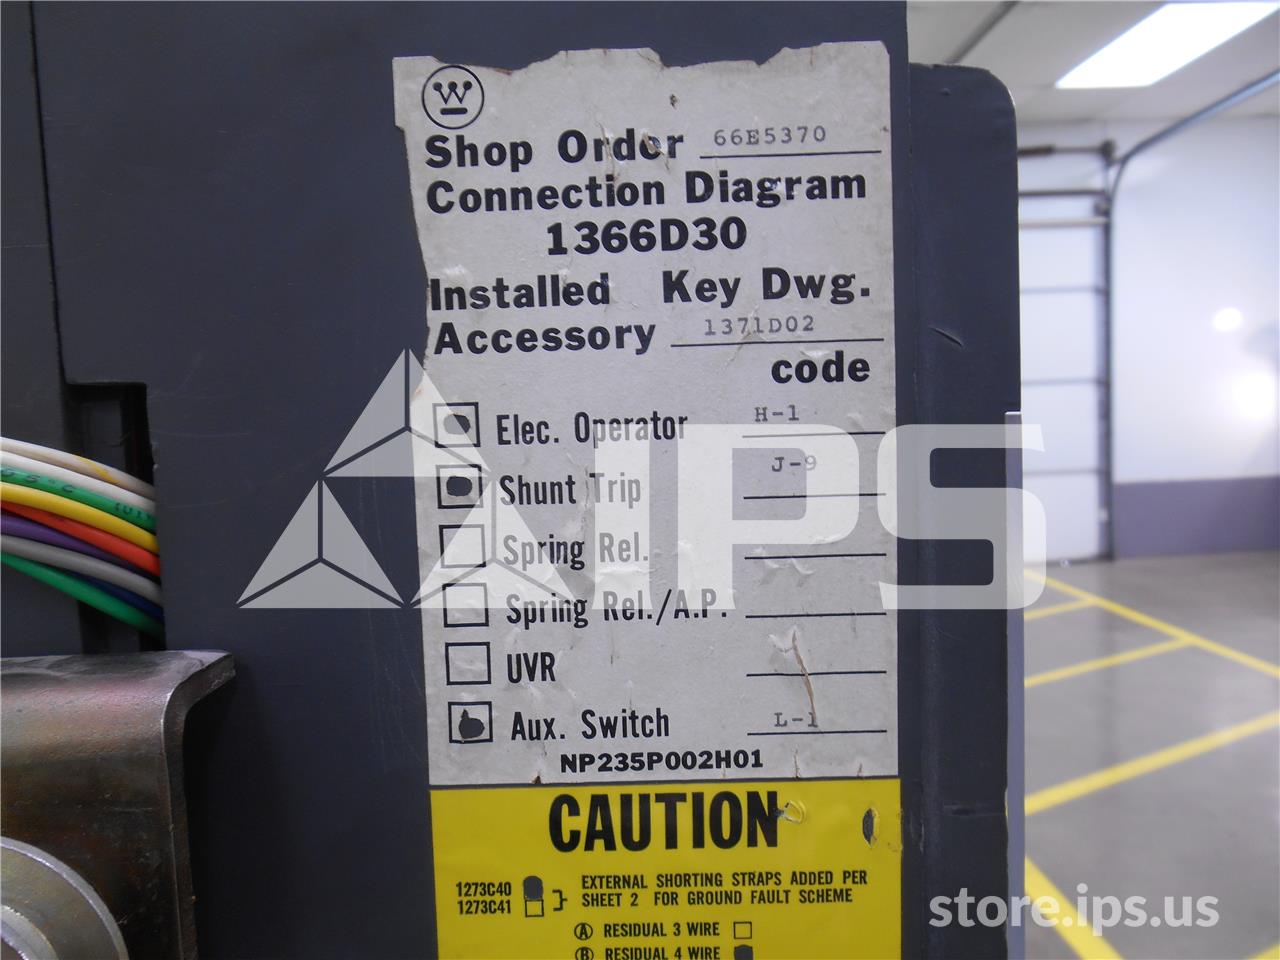 W
Shop Order 66E5370
Connection Diagram
1366D30
Installed Key Dwg.
Accessory 1371D02
code
Elec. Operator H-1
Shunt Trip J-9
Spring Rel.
Spring Rel./A.P.
UVR
Aux. Switch L-1
NP235P002H01
CAUTION
1273C40 EXTERNAL SHORTING STRAPS ADDED PER
1273C41 SHEET 2 FOR GROUND FAULT SCHEME
A RESIDUAL 3 WIRE
B RESIDUAL 4 WIRE
IPS
store.ips.us